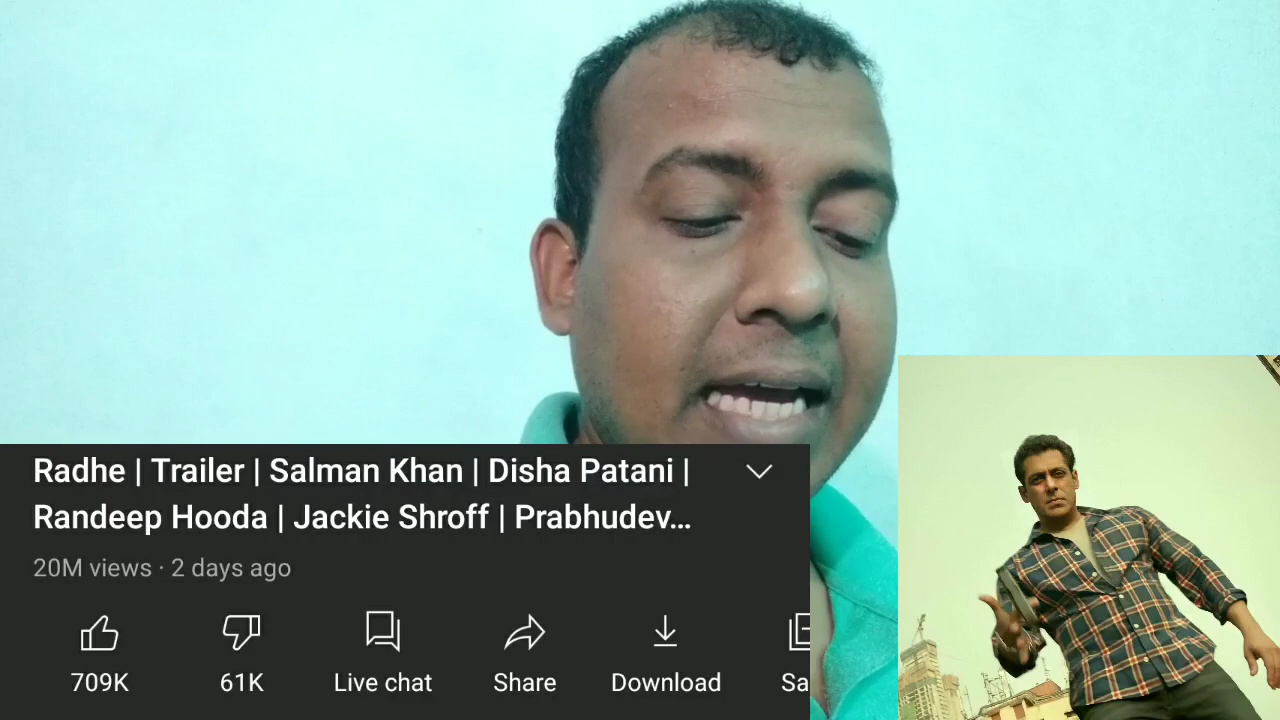 Radhe | Trailer | Salman Khan | Disha Patani |
Randeep Hooda | Jackie Shroff | Prabhudev...
20M views · 2 days ago
709K 61K Live chat Share Download Sa